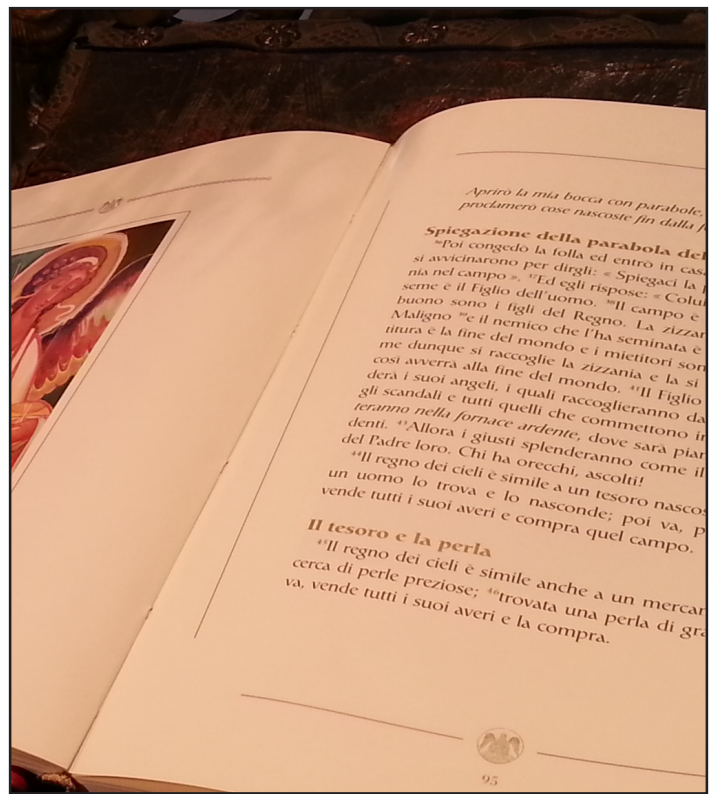 Aprirò la mia bocca con parabole,
proclamerò cose nascoste fin dalla
Spiegazione della parabola del
³⁶Poi congedò la folla ed entrò in
si avvicinarono per dirgli: « Spiegaci la
nia nel campo ». ³⁷Ed egli rispose: « Colui
seme è il Figlio dell'uomo. ³⁸Il campo è
buono sono i figli del Regno. La
Maligno ³⁹e il nemico che l'ha seminata è
titura è la fine del mondo e i mietitori
me dunque si raccoglie la zizzania e la si
così avverrà alla fine del mondo. ⁴¹Il Figlio
derà i suoi angeli, i quali raccoglieranno
gli scandali e tutti quelli che commettono
teranno nella fornace ardente, dove sarà
denti. ⁴³Allora i giusti splenderanno come il
del Padre loro. Chi ha orecchi, ascolti!
⁴⁴Il regno dei cieli è simile a un tesoro
un uomo lo trova e lo nasconde; poi va,
vende tutti i suoi averi e compra quel campo.
Il tesoro e la perla
⁴⁵Il regno dei cieli è simile anche a un
cerca di perle preziose; ⁴⁶trovata una perla di
va, vende tutti i suoi averi e la compra.
95